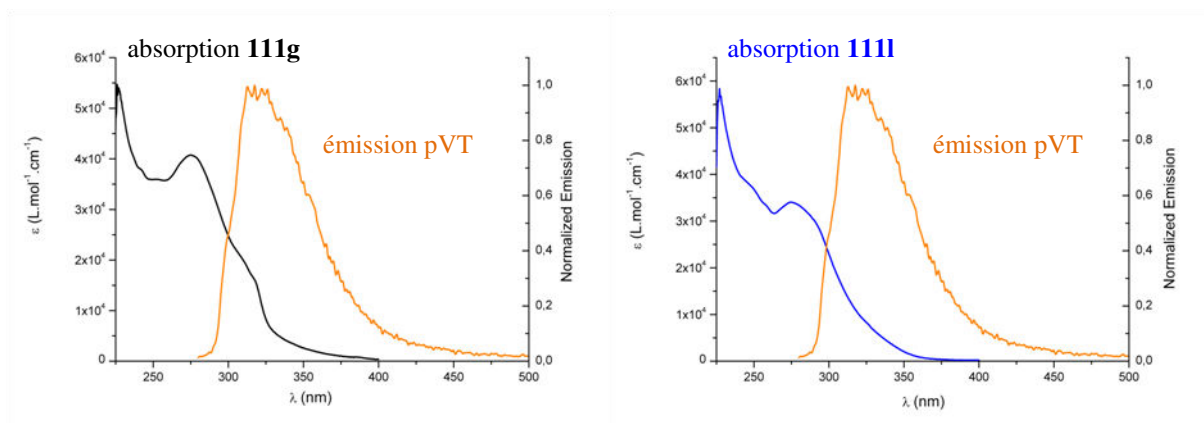 absorption 111g
émission pVT
6x10⁴
5x10⁴
4x10⁴
3x10⁴
2x10⁴
1x10⁴
0
ε (L.mol⁻¹.cm⁻¹)
1,0
0,8
0,6
0,4
0,2
0,0
Normalized Emission
250 300 350 400 450 500
λ (nm)
absorption 111l
émission pVT
6x10⁴
5x10⁴
4x10⁴
3x10⁴
2x10⁴
1x10⁴
0
ε (L.mol⁻¹.cm⁻¹)
1,0
0,8
0,6
0,4
0,2
0,0
Normalized Emission
250 300 350 400 450 500
λ (nm)